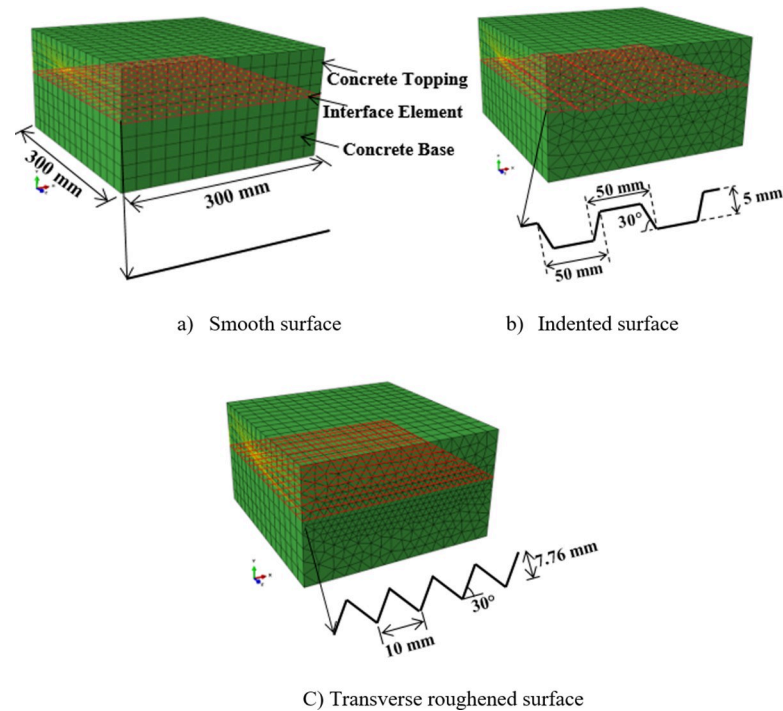 Concrete Topping
Interface Element
Concrete Base
300 mm
300 mm
a) Smooth surface
50 mm
30°
5 mm
50 mm
b) Indented surface
7.76 mm
30°
10 mm
C) Transverse roughened surface